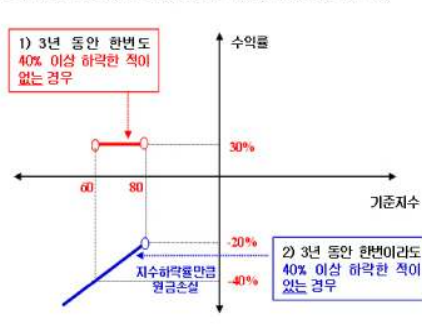 1) 3년 동안 한번도
40% 이상 하락한 적이
없는 경우
수익률
30%
60
80
기준지수
-20%
지수하락률만큼
원금손실
-40%
2) 3년 동안 한번이라도
40% 이상 하락한 적이
있는 경우